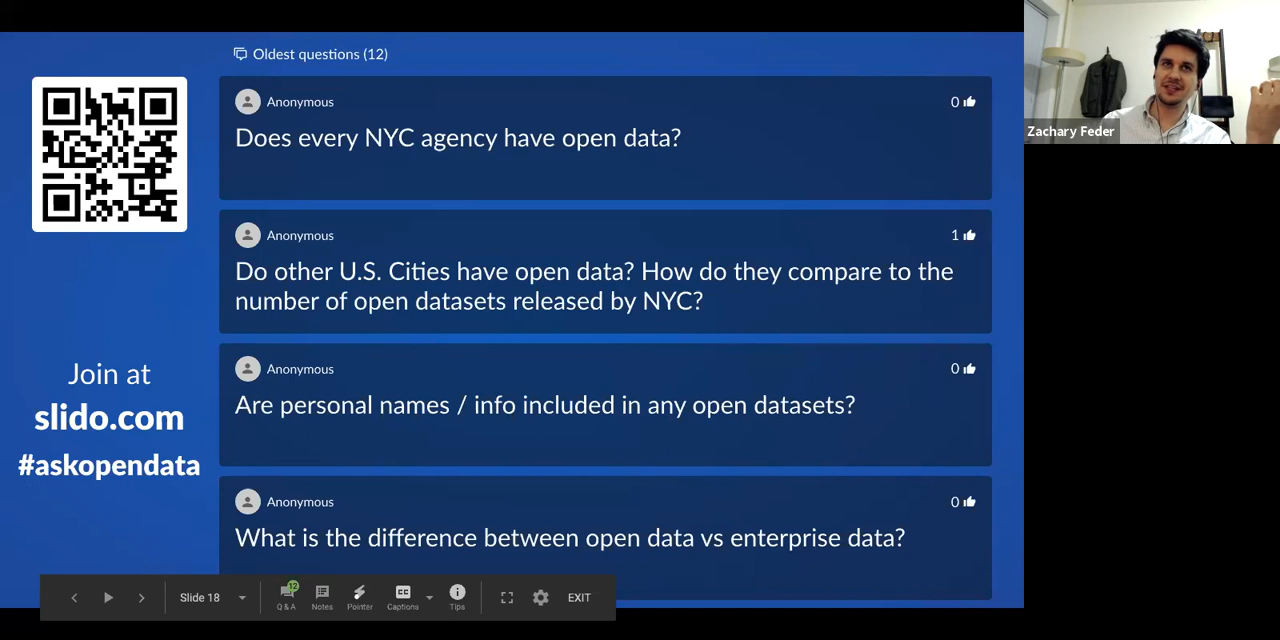 Oldest questions (12)
Anonymous
0
Does every NYC agency have open data?
Anonymous
1
Do other U.S. Cities have open data? How do they compare to the
number of open datasets released by NYC?
Anonymous
0
Are personal names / info included in any open datasets?
Anonymous
0
What is the difference between open data vs enterprise data?
Join at
slido.com
#askopendata
Zachary Feder
Slide 18
12
Q & A
Notes
Pointer
CC
Captions
Tips
EXIT